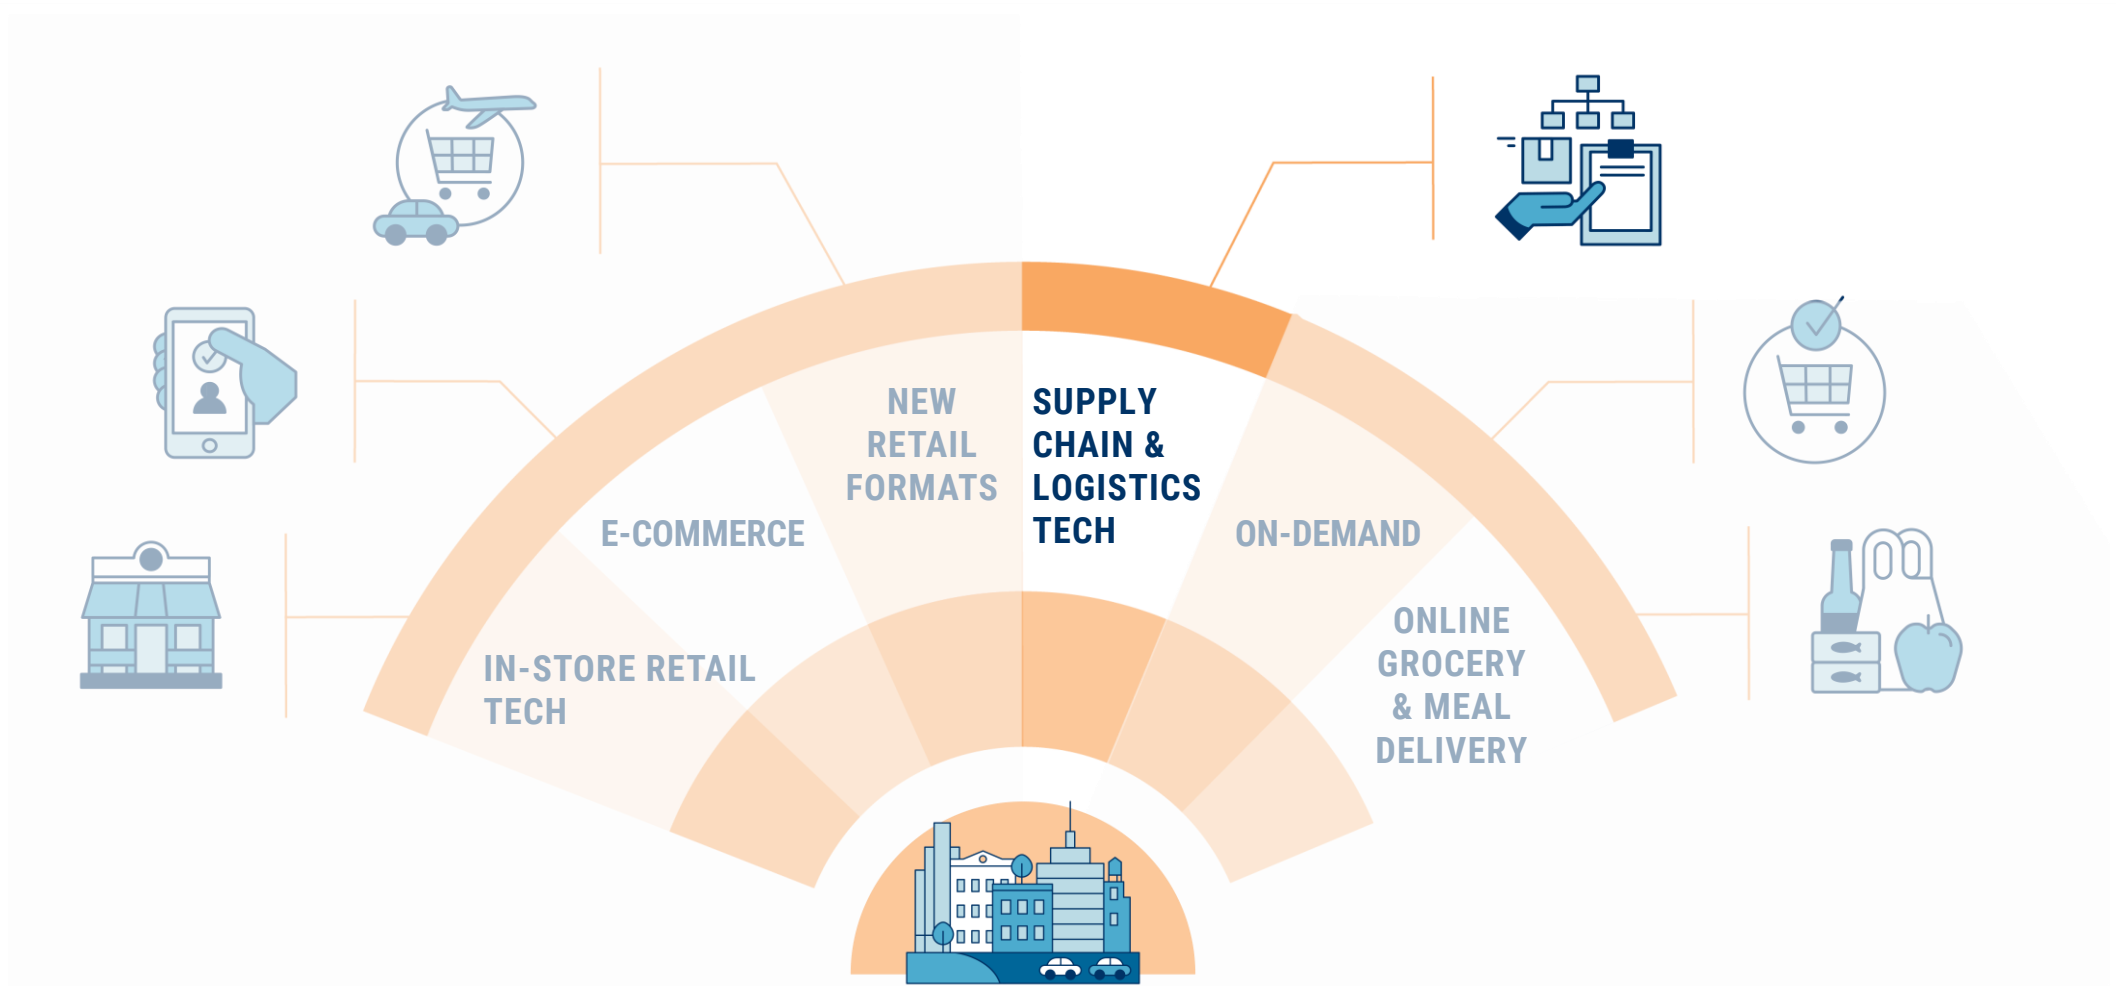 NEW
RETAIL
FORMATS
SUPPLY
CHAIN &
LOGISTICS
TECH
E-COMMERCE
ON-DEMAND
IN-STORE RETAIL
TECH
ONLINE
GROCERY
& MEAL
DELIVERY